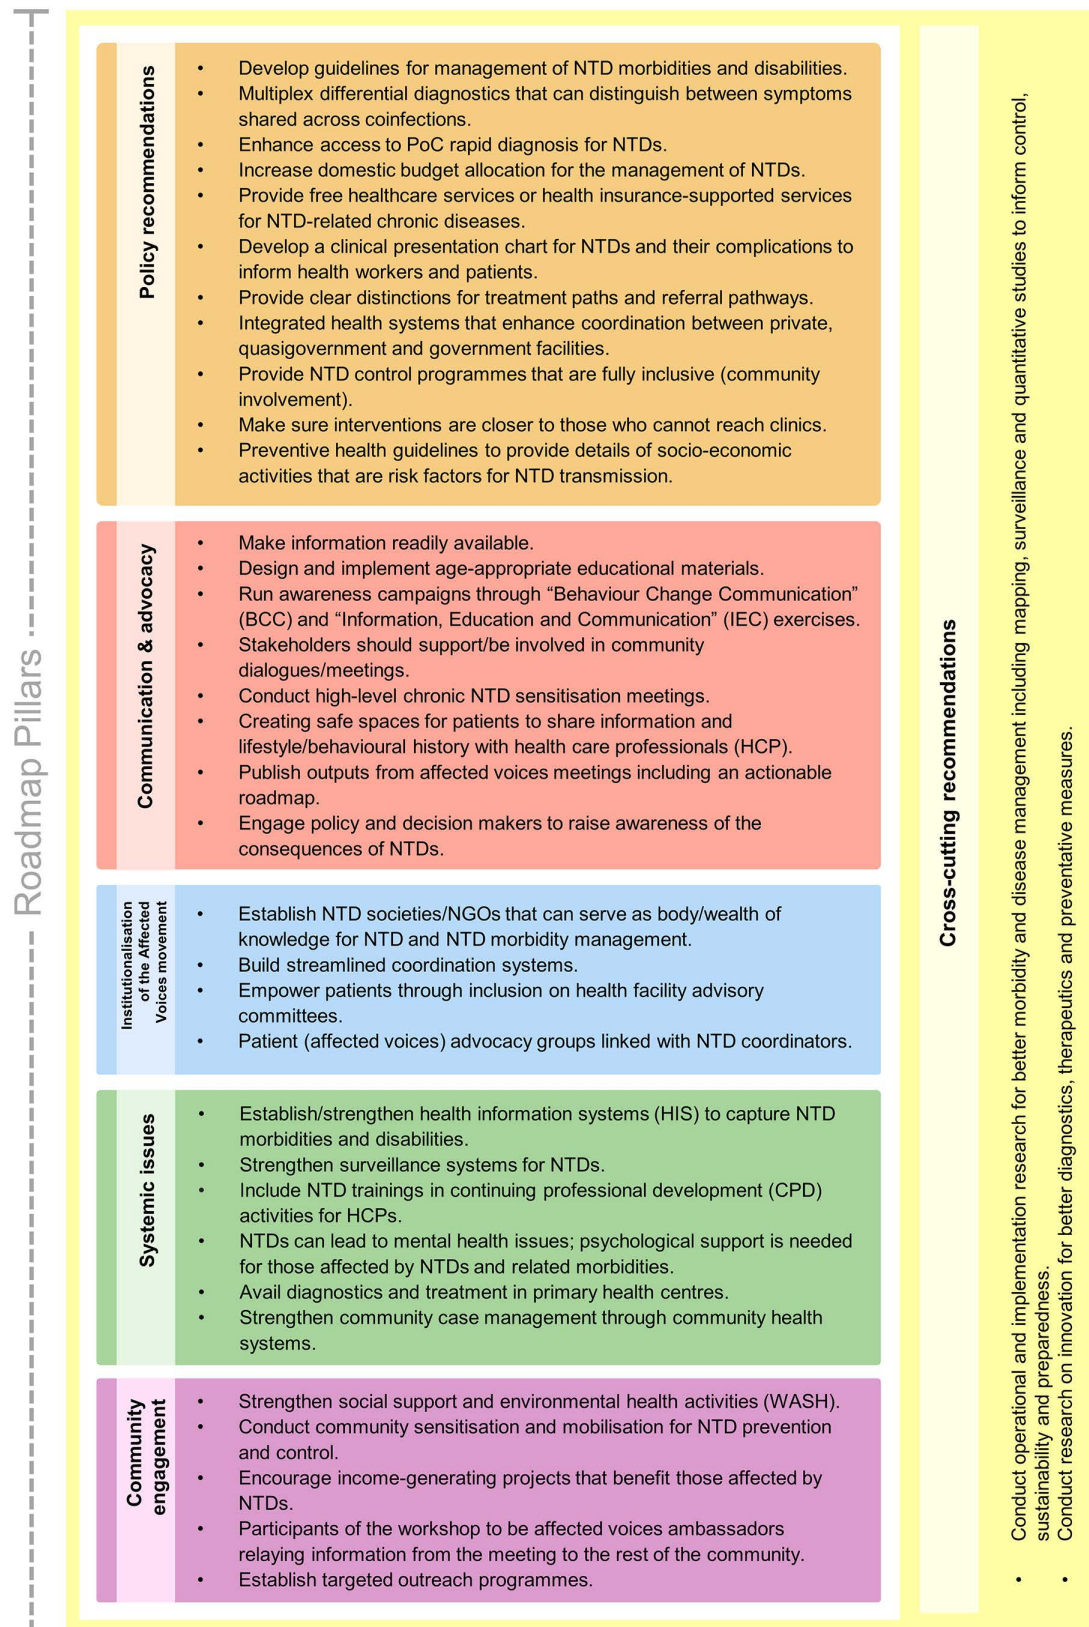 Roadmap Pillars
Policy recommendations
• Develop guidelines for management of NTD morbidities and disabilities.
• Multiplex differential diagnostics that can distinguish between symptoms
shared across coinfections.
• Enhance access to PoC rapid diagnosis for NTDs.
• Increase domestic budget allocation for the management of NTDs.
• Provide free healthcare services or health insurance-supported services
for NTD-related chronic diseases.
• Develop a clinical presentation chart for NTDs and their complications to
inform health workers and patients.
• Provide clear distinctions for treatment paths and referral pathways.
• Integrated health systems that enhance coordination between private,
quasigovernment and government facilities.
• Provide NTD control programmes that are fully inclusive (community
involvement).
• Make sure interventions are closer to those who cannot reach clinics.
• Preventive health guidelines to provide details of socio-economic
activities that are risk factors for NTD transmission.
Communication & advocacy
• Make information readily available.
• Design and implement age-appropriate educational materials.
• Run awareness campaigns through “Behaviour Change Communication”
(BCC) and “Information, Education and Communication” (IEC) exercises.
• Stakeholders should support/be involved in community
dialogues/meetings.
• Conduct high-level chronic NTD sensitisation meetings.
• Creating safe spaces for patients to share information and
lifestyle/behavioural history with health care professionals (HCP).
• Publish outputs from affected voices meetings including an actionable
roadmap.
• Engage policy and decision makers to raise awareness of the
consequences of NTDs.
Institutionalisation
of the Affected
Voices movement
• Establish NTD societies/NGOs that can serve as body/wealth of
knowledge for NTD and NTD morbidity management.
• Build streamlined coordination systems.
• Empower patients through inclusion on health facility advisory
committees.
• Patient (affected voices) advocacy groups linked with NTD coordinators.
Systemic issues
• Establish/strengthen health information systems (HIS) to capture NTD
morbidities and disabilities.
• Strengthen surveillance systems for NTDs.
• Include NTD trainings in continuing professional development (CPD)
activities for HCPs.
• NTDs can lead to mental health issues; psychological support is needed
for those affected by NTDs and related morbidities.
• Avail diagnostics and treatment in primary health centres.
• Strengthen community case management through community health
systems.
Community
engagement
• Strengthen social support and environmental health activities (WASH).
• Conduct community sensitisation and mobilisation for NTD prevention
and control.
• Encourage income-generating projects that benefit those affected by
NTDs.
• Participants of the workshop to be affected voices ambassadors
relaying information from the meeting to the rest of the community.
• Establish targeted outreach programmes.
Cross-cutting recommendations
• Conduct operational and implementation research for better morbidity and disease management including mapping, surveillance and quantitative studies to inform control,
sustainability and preparedness.
• Conduct research on innovation for better diagnostics, therapeutics and preventative measures.